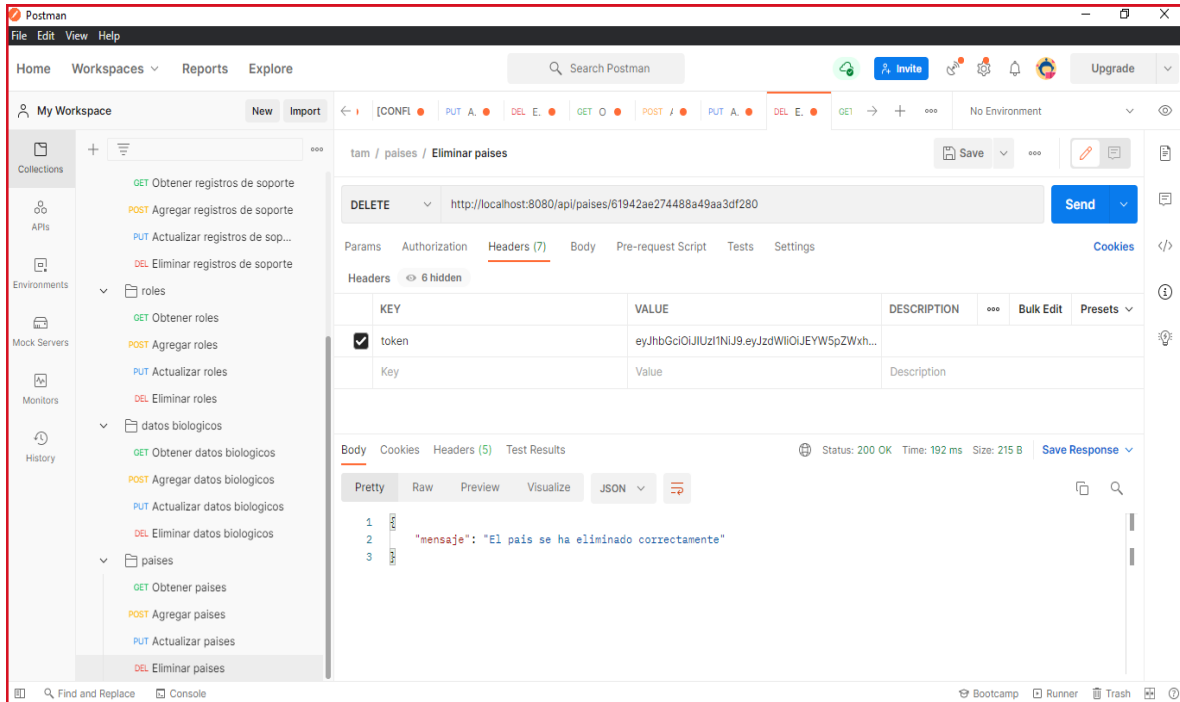 Postman
File Edit View Help
Home Workspaces Reports Explore
Search Postman
Invite
Upgrade
My Workspace
New Import
[CONFL
PUT A.
DEL E.
GET O
POST A
PUT A.
DEL E.
GET
No Environment
Collections
APIs
Environments
Mock Servers
Monitors
History
GET Obtener registros de soporte
POST Agregar registros de soporte
PUT Actualizar registros de sop...
DEL Eliminar registros de soporte
roles
GET Obtener roles
POST Agregar roles
PUT Actualizar roles
DEL Eliminar roles
datos biologicos
GET Obtener datos biologicos
POST Agregar datos biologicos
PUT Actualizar datos biologicos
DEL Eliminar datos biologicos
paises
GET Obtener paises
POST Agregar paises
PUT Actualizar paises
DEL Eliminar paises
tam / paises / Eliminar paises
Save
DELETE http://localhost:8080/api/paises/61942ae274488a49aa3df280
Send
Params Authorization Headers (7) Body Pre-request Script Tests Settings
Cookies
Headers 6 hidden
KEY VALUE DESCRIPTION Bulk Edit Presets
token eyJhbGciOiJIUzI1NiJ9.eyJzdWIiOiJEYW5pZWxh...
Key Value Description
Body Cookies Headers (5) Test Results
Status: 200 OK Time: 192 ms Size: 215 B Save Response
Pretty Raw Preview Visualize JSON
1 {
2 "mensaje": "El pais se ha eliminado correctamente"
3 }
Find and Replace Console
Bootcamp Runner Trash